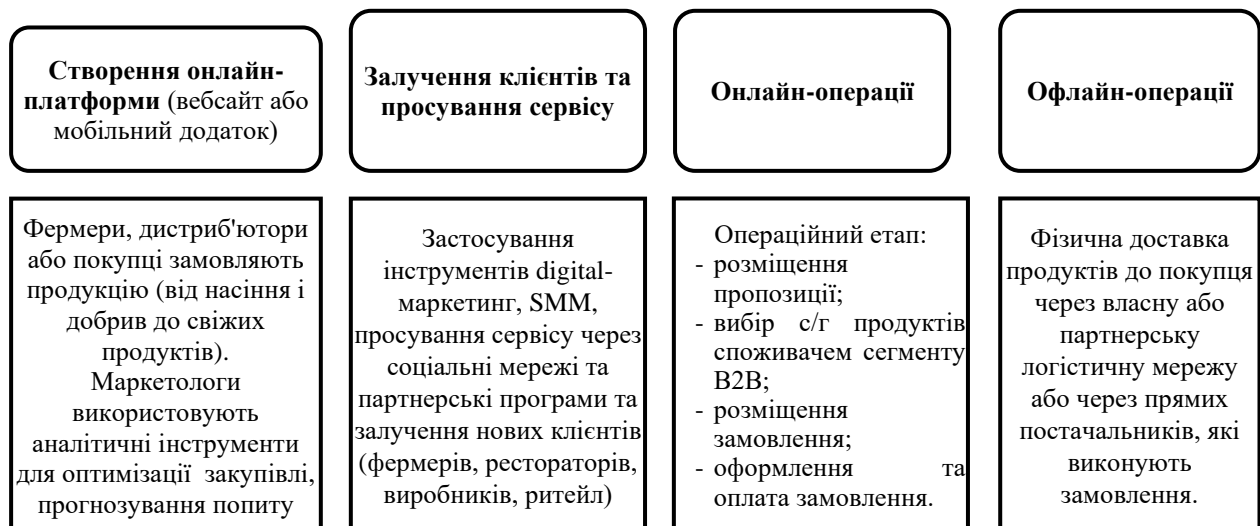 Створення онлайн-
платформи (вебсайт або
мобільний додаток)
Залучення клієнтів та
просування сервісу
Онлайн-операції
Офлайн-операції
Фермери, дистриб'ютори
або покупці замовляють
продукцію (від насіння і
добрив до свіжих
продуктів).
Маркетологи
використовують
аналітичні інструменти
для оптимізації закупівлі,
прогнозування попиту
Застосування
інструментів digital-
маркетинг, SMM,
просування сервісу через
соціальні мережі та
партнерські програми та
залучення нових клієнтів
(фермерів, рестораторів,
виробників, ритейл)
Операційний етап:
- розміщення
пропозиції;
- вибір с/г продуктів
споживачем сегменту
B2B;
- розміщення
замовлення;
- оформлення та
оплата замовлення.
Фізична доставка
продуктів до покупця
через власну або
партнерську
логістичну мережу
або через прямих
постачальників, які
виконують
замовлення.